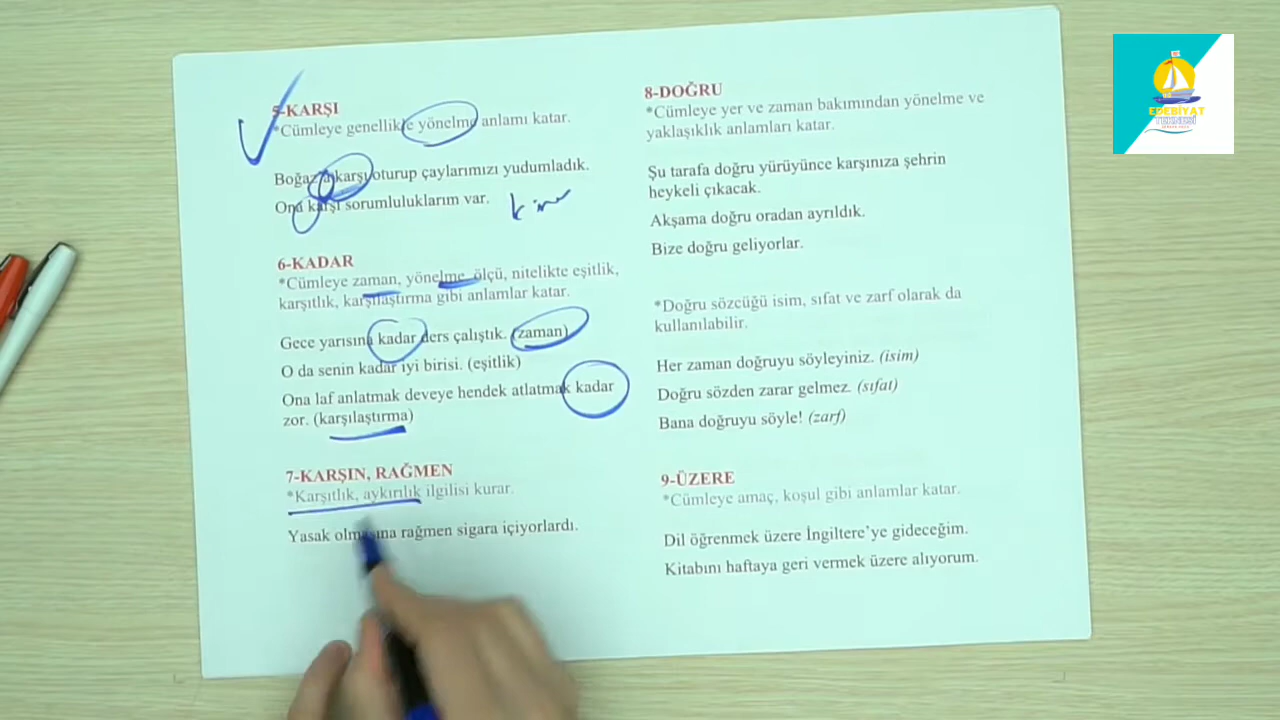 5-KARŞI
*Cümleye genellikle yönelme anlamı katar.
Boğaz'a karşı oturup çaylarımızı yudumladık.
Ona karşı sorumluluklarım var.
6-KADAR
*Cümleye zaman, yönelme ölçü, nitelikte eşitlik,
karşıtlık, karşılaştırma gibi anlamlar katar.
Gece yarısına kadar ders çalıştık. (zaman)
O da senin kadar iyi birisi. (eşitlik)
Ona laf anlatmak deveye hendek atlatmak kadar
zor. (karşılaştırma)
7-KARŞIN, RAĞMEN
*Karşıtlık, aykırılık ilgilisi kurar.
Yasak olmasına rağmen sigara içiyorlardı.
8-DOĞRU
*Cümleye yer ve zaman bakımından yönelme ve
yaklaşıklık anlamları katar.
Şu tarafa doğru yürüyünce karşınıza şehrin
heykeli çıkacak.
Akşama doğru oradan ayrıldık.
Bize doğru geliyorlar.
*Doğru sözcüğü isim, sıfat ve zarf olarak da
kullanılabilir.
Her zaman doğruyu söyleyiniz. (isim)
Doğru sözden zarar gelmez. (sıfat)
Bana doğruyu söyle! (zarf)
9-ÜZERE
*Cümleye amaç, koşul gibi anlamlar katar.
Dil öğrenmek üzere İngiltere'ye gideceğim.
Kitabını haftaya geri vermek üzere alıyorum.
EDEBİYAT
TEKNESİ